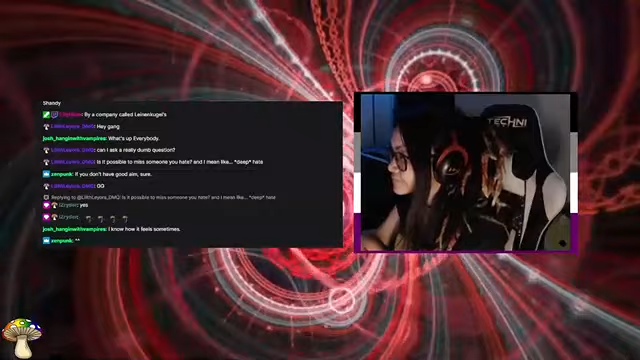 Shandy
By a company called Leinenkugel's
Hey gang
josh_hanginwithvampires: What's up Everybody.
can I ask a really dumb question?
Is it possible to miss someone you hate? and I mean like... *deep* hate
zenpunk: If you don't have good aim, sure.
GG
Replying to Is it possible to miss someone you hate? and I mean like... *deep* hate
yes
josh_hanginwithvampires: I know how it feels sometimes.
zenpunk: ^^
TECHNI